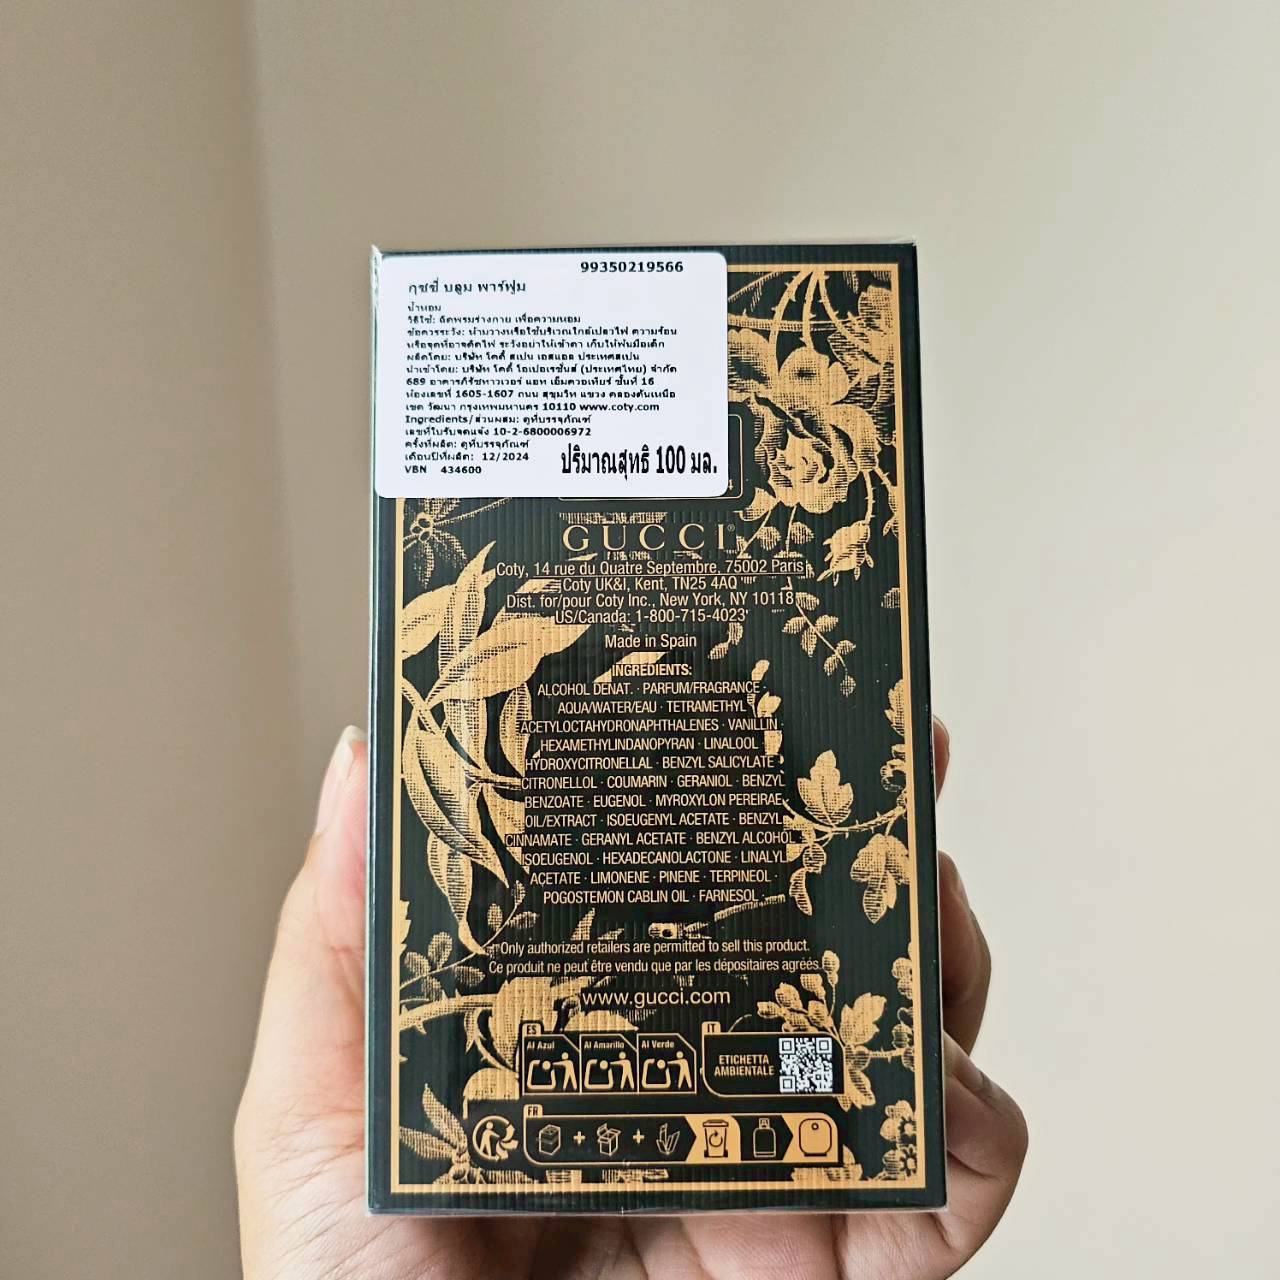 99350219566
กุชชี่ บลูม พาร์ฟูม
น้ำหอม
วิธีใช้: ฉีดพรมร่างกาย เพื่อความหอม
ข้อควรระวัง: ห้ามวางหรือใช้บริเวณใกล้เปลวไฟ ความร้อน
หรือจุดที่อาจติดไฟ ระวังอย่าให้เข้าตา เก็บให้พ้นมือเด็ก
ผลิตโดย: บริษัท โคตี้ สเปน เอสแอล ประเทศสเปน
นำเข้าโดย: บริษัท โคตี้ โอเปอเรชั่นส์ (ประเทศไทย) จำกัด
689 อาคารภิรัชทาวเวอร์ แอท เอ็มควอเทียร์ ชั้นที่ 16
ห้องเลขที่ 1605-1607 ถนน สุขุมวิท แขวง คลองตันเหนือ
เขต วัฒนา กรุงเทพมหานคร 10110 www.coty.com
Ingredients/ส่วนผสม: ดูที่บรรจุภัณฑ์
เลขที่ใบรับจดแจ้ง 10-2-6800006972
ครั้งที่ผลิต: ดูที่บรรจุภัณฑ์
เดือนปีที่ผลิต: 12/2024
VBN 434600
ปริมาณสุทธิ 100 มล.
4
GUCCI®
Coty, 14 rue du Quatre Septembre, 75002 Paris
Coty UK&I, Kent, TN25 4AQ
Dist. for/pour Coty Inc., New York, NY 10118
US/Canada: 1-800-715-4023
Made in Spain
INGREDIENTS:
ALCOHOL DENAT. · PARFUM/FRAGRANCE ·
AQUA/WATER/EAU · TETRAMETHYL
ACETYLOCTAHYDRONAPHTHALENES · VANILLIN ·
HEXAMETHYLINDANOPYRAN · LINALOOL ·
HYDROXYCITRONELLAL · BENZYL SALICYLATE ·
CITRONELLOL · COUMARIN · GERANIOL · BENZYL
BENZOATE · EUGENOL · MYROXYLON PEREIRAE
OIL/EXTRACT · ISOEUGENYL ACETATE · BENZYL
CINNAMATE · GERANYL ACETATE · BENZYL ALCOHOL ·
ISOEUGENOL · HEXADECANOLACTONE · LINALYL
ACETATE · LIMONENE · PINENE · TERPINEOL ·
POGOSTEMON CABLIN OIL · FARNESOL ·
Only authorized retailers are permitted to sell this product.
Ce produit ne peut être vendu que par les dépositaires agréés.
www.gucci.com
ES
Al Azul Al Amarillo Al Verde
IT
ETICHETTA
AMBIENTALE
FR